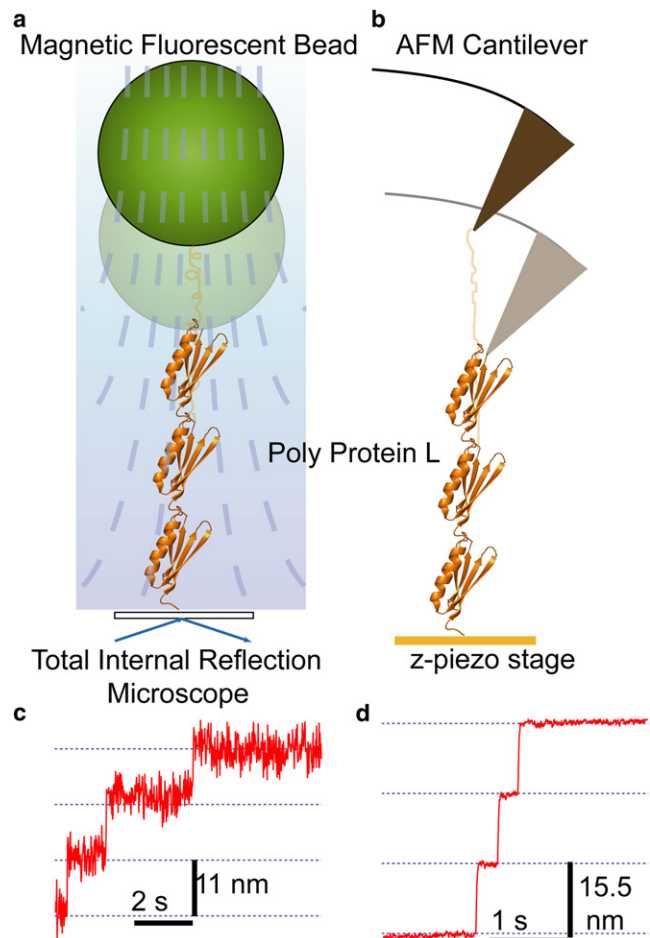 a
Magnetic Fluorescent Bead
b
AFM Cantilever
Poly Protein L
Total Internal Reflection
Microscope
z-piezo stage
c
2 s
11 nm
d
1 s
15.5
nm